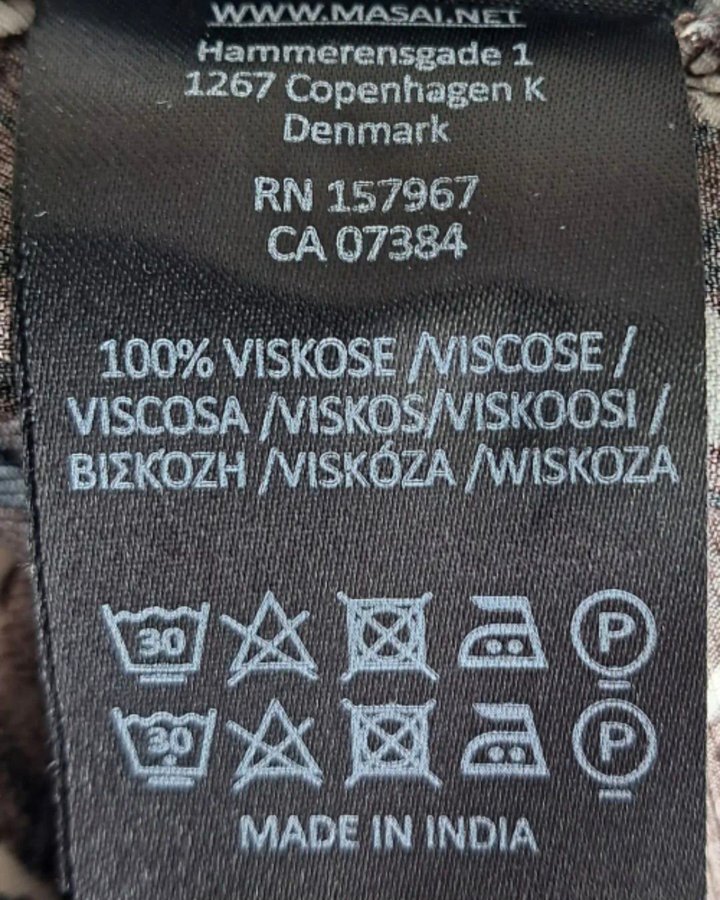 WWW.MASAI.NET
Hammerensgade 1
1267 Copenhagen K
Denmark
RN 157967
CA 07384
100% VISKOSE /VISCOSE /
VISCOSA /VISKOS/VISKOOSI /
ΒΙΣΚΌΖΗ /VISKÓZA /WISKOZA
30 P
30 P
MADE IN INDIA